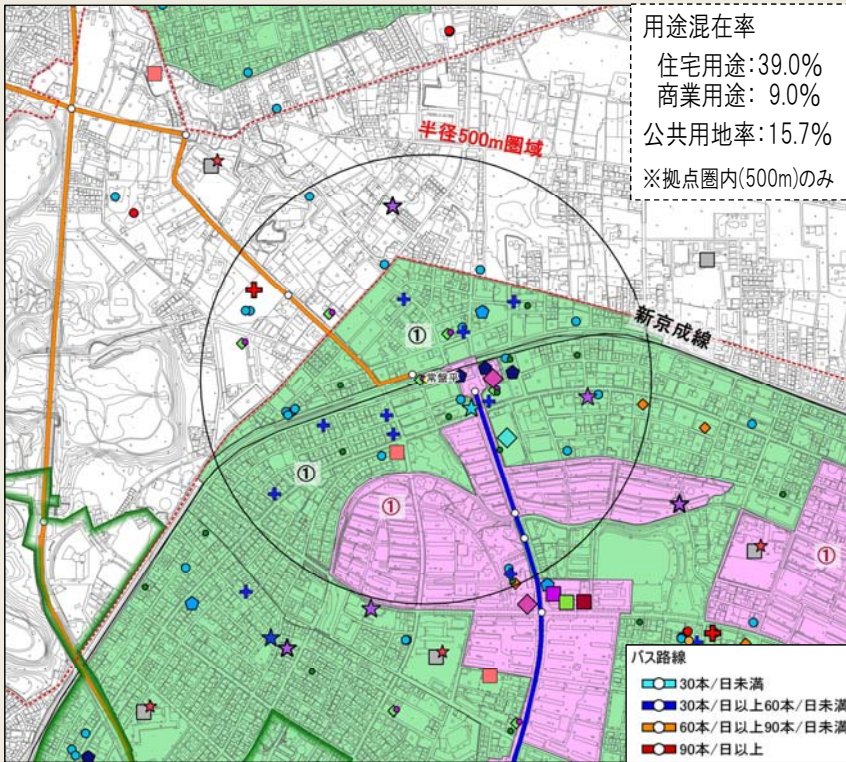 用途混在率
住宅用途:39.0%
商業用途: 9.0%
公共用地率:15.7%
※拠点圏内(500m)のみ
半径500m圏域
新京成線
①
常盤平
①
①
①
バス路線
30本/日未満
30本/日以上60本/日未満
60本/日以上90本/日未満
90本/日以上